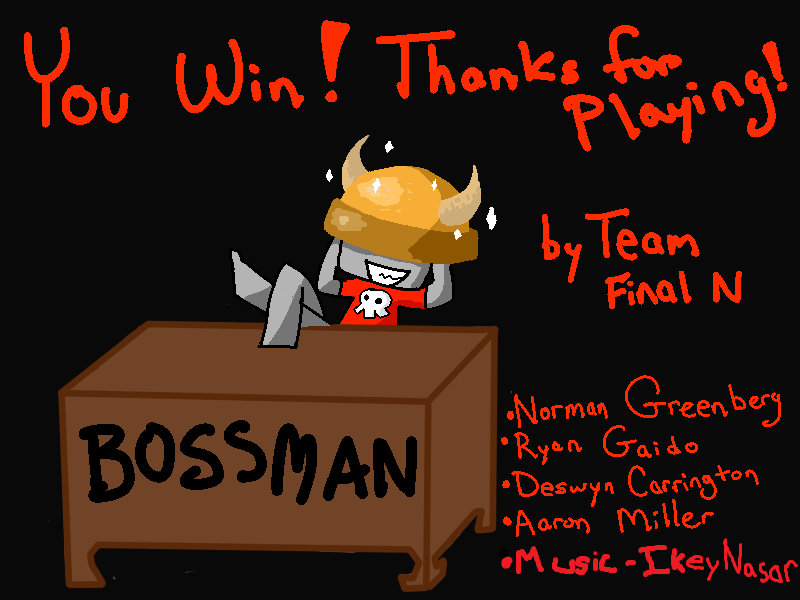 You Win! Thanks for
Playing!
by Team
Final N
BOSSMAN
•Norman Greenberg
•Ryan Gaido
•Deswyn Carrington
•Aaron Miller
•Music-IkeyNasar